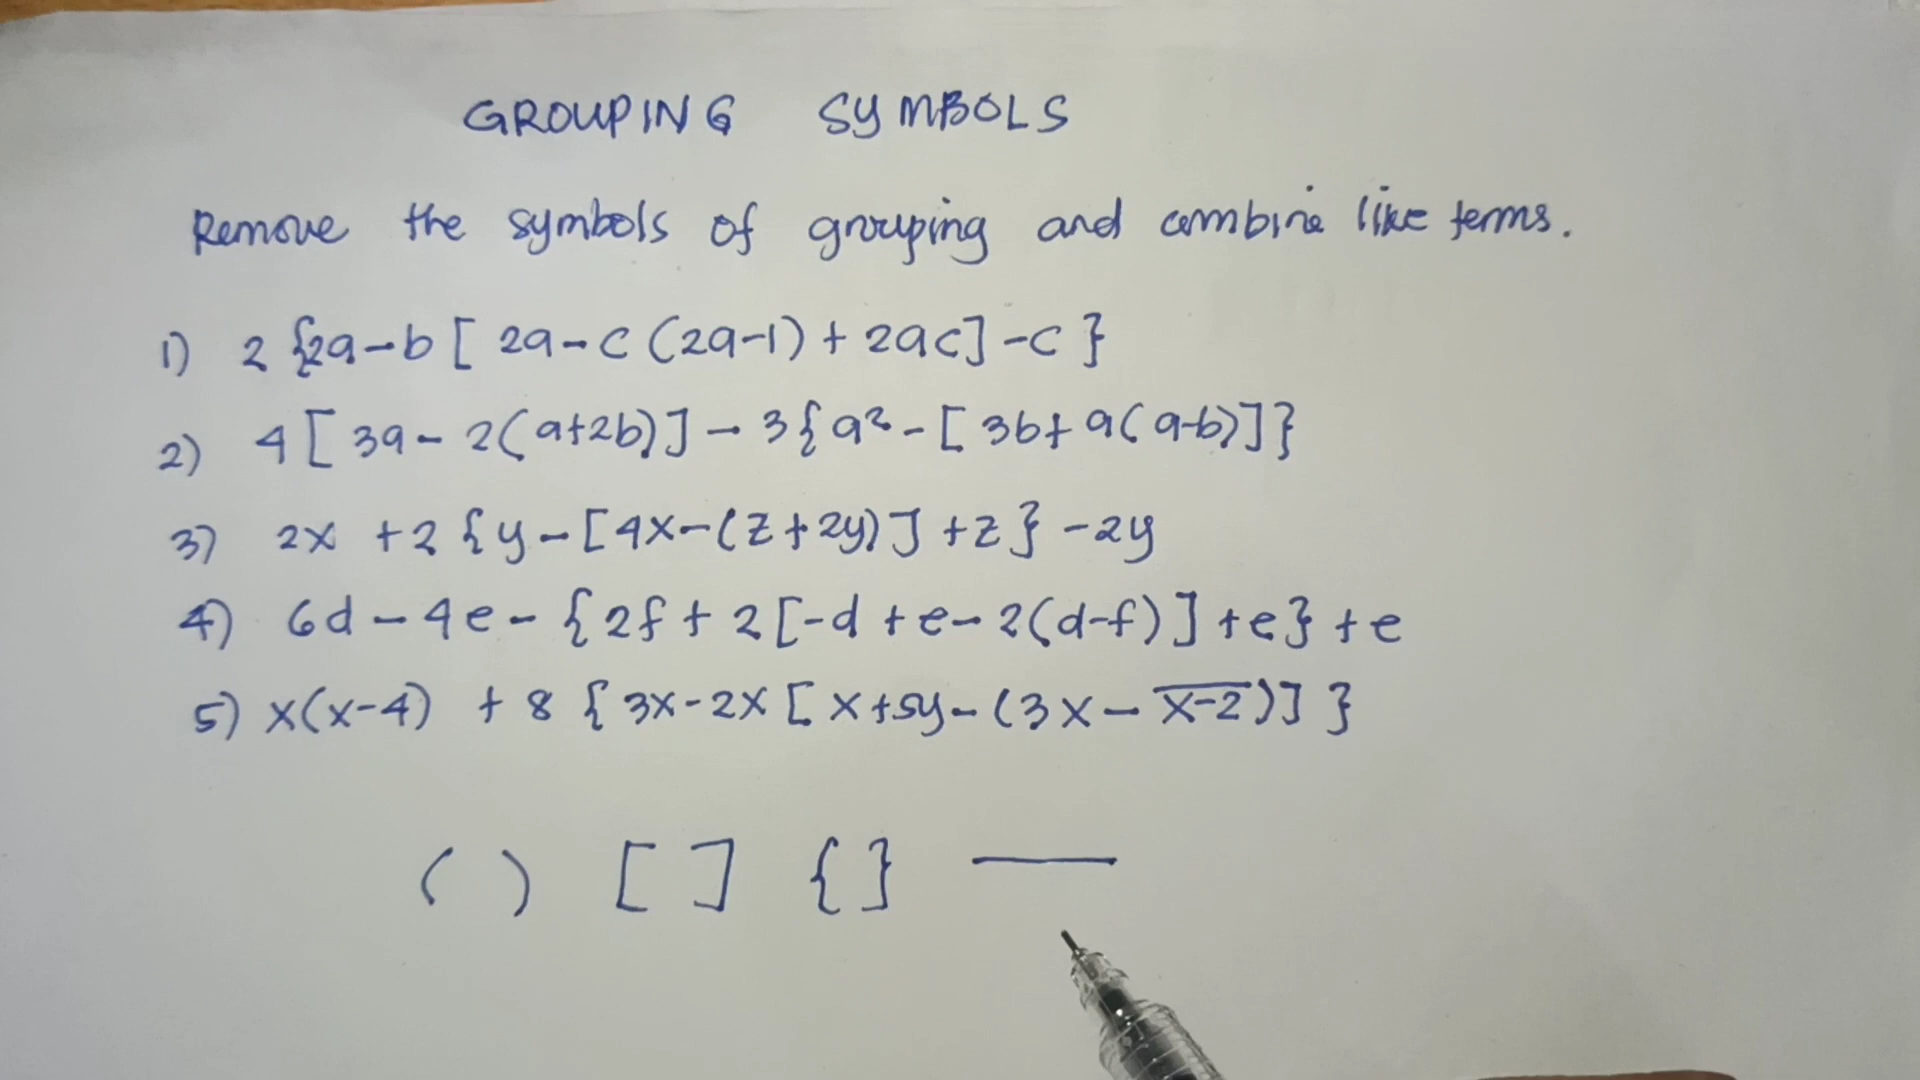 GROUPING SYMBOLS
Remove the symbols of grouping and combine like terms.
1) 2 {2a-b [ 2a-c (2a-1) + 2ac] -c }
2) 4 [ 3a - 2(a+2b)] - 3{a² - [ 3b + a(a-b)]}
3) 2x + 2 {y - [4x-(z+2y)] + z} -2y
4) 6d - 4e - {2f + 2 [-d + e - 2(d-f)] + e} + e
5) x(x-4) + 8 { 3x-2x [ x+5y - (3x - x̅-̅2̅)] }
( ) [ ] { } —